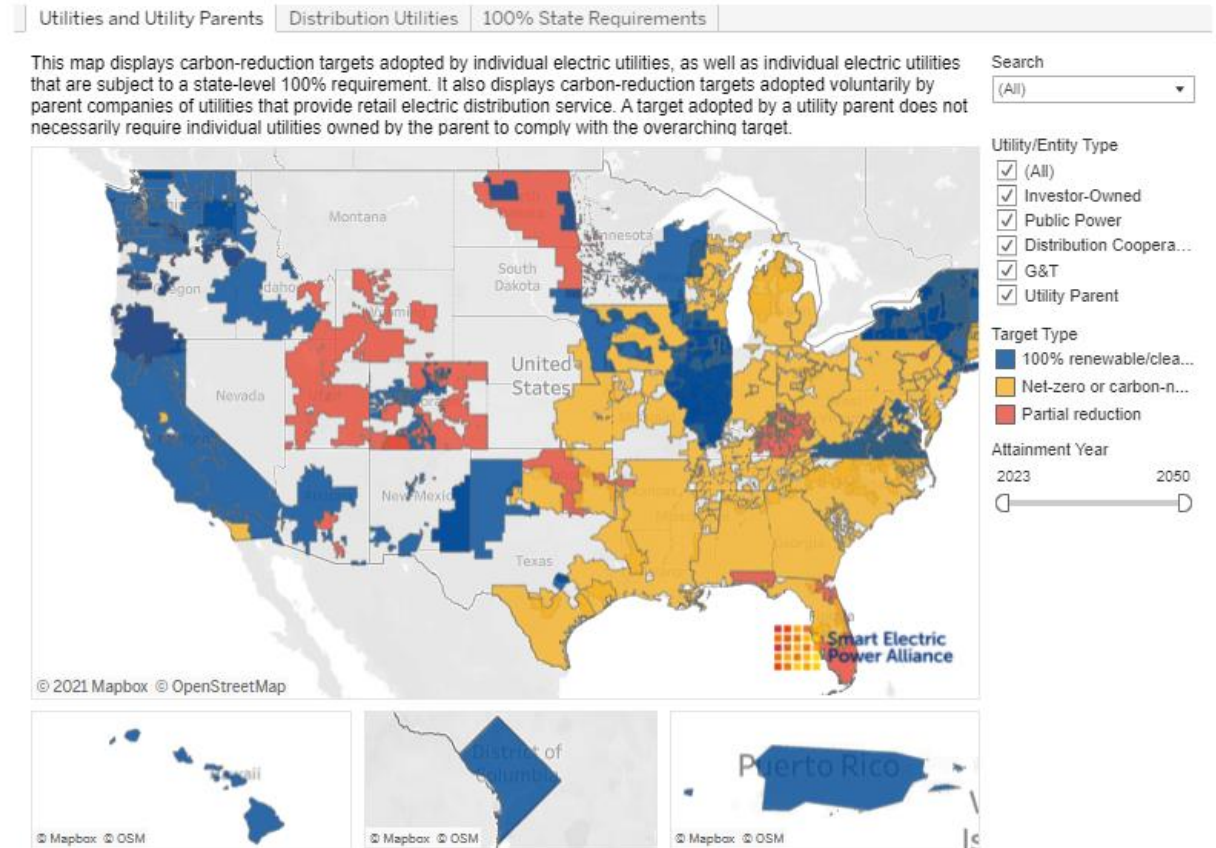 Utilities and Utility Parents
Distribution Utilities
100% State Requirements
This map displays carbon-reduction targets adopted by individual electric utilities, as well as individual electric utilities
that are subject to a state-level 100% requirement. It also displays carbon-reduction targets adopted voluntarily by
parent companies of utilities that provide retail electric distribution service. A target adopted by a utility parent does not
necessarily require individual utilities owned by the parent to comply with the overarching target.
Search
(All)
Utility/Entity Type
(All)
Investor-Owned
Public Power
Distribution Coopera...
G&T
Utility Parent
Target Type
100% renewable/clea...
Net-zero or carbon-n...
Partial reduction
Attainment Year
2023 2050
Montana
South
Dakota
United
States
Nevada
New Mexico
Texas
Smart Electric
Power Alliance
© 2021 Mapbox © OpenStreetMap
Hawaii
© Mapbox © OSM
District of
Columbia
© Mapbox © OSM
Puerto Rico
© Mapbox © OSM